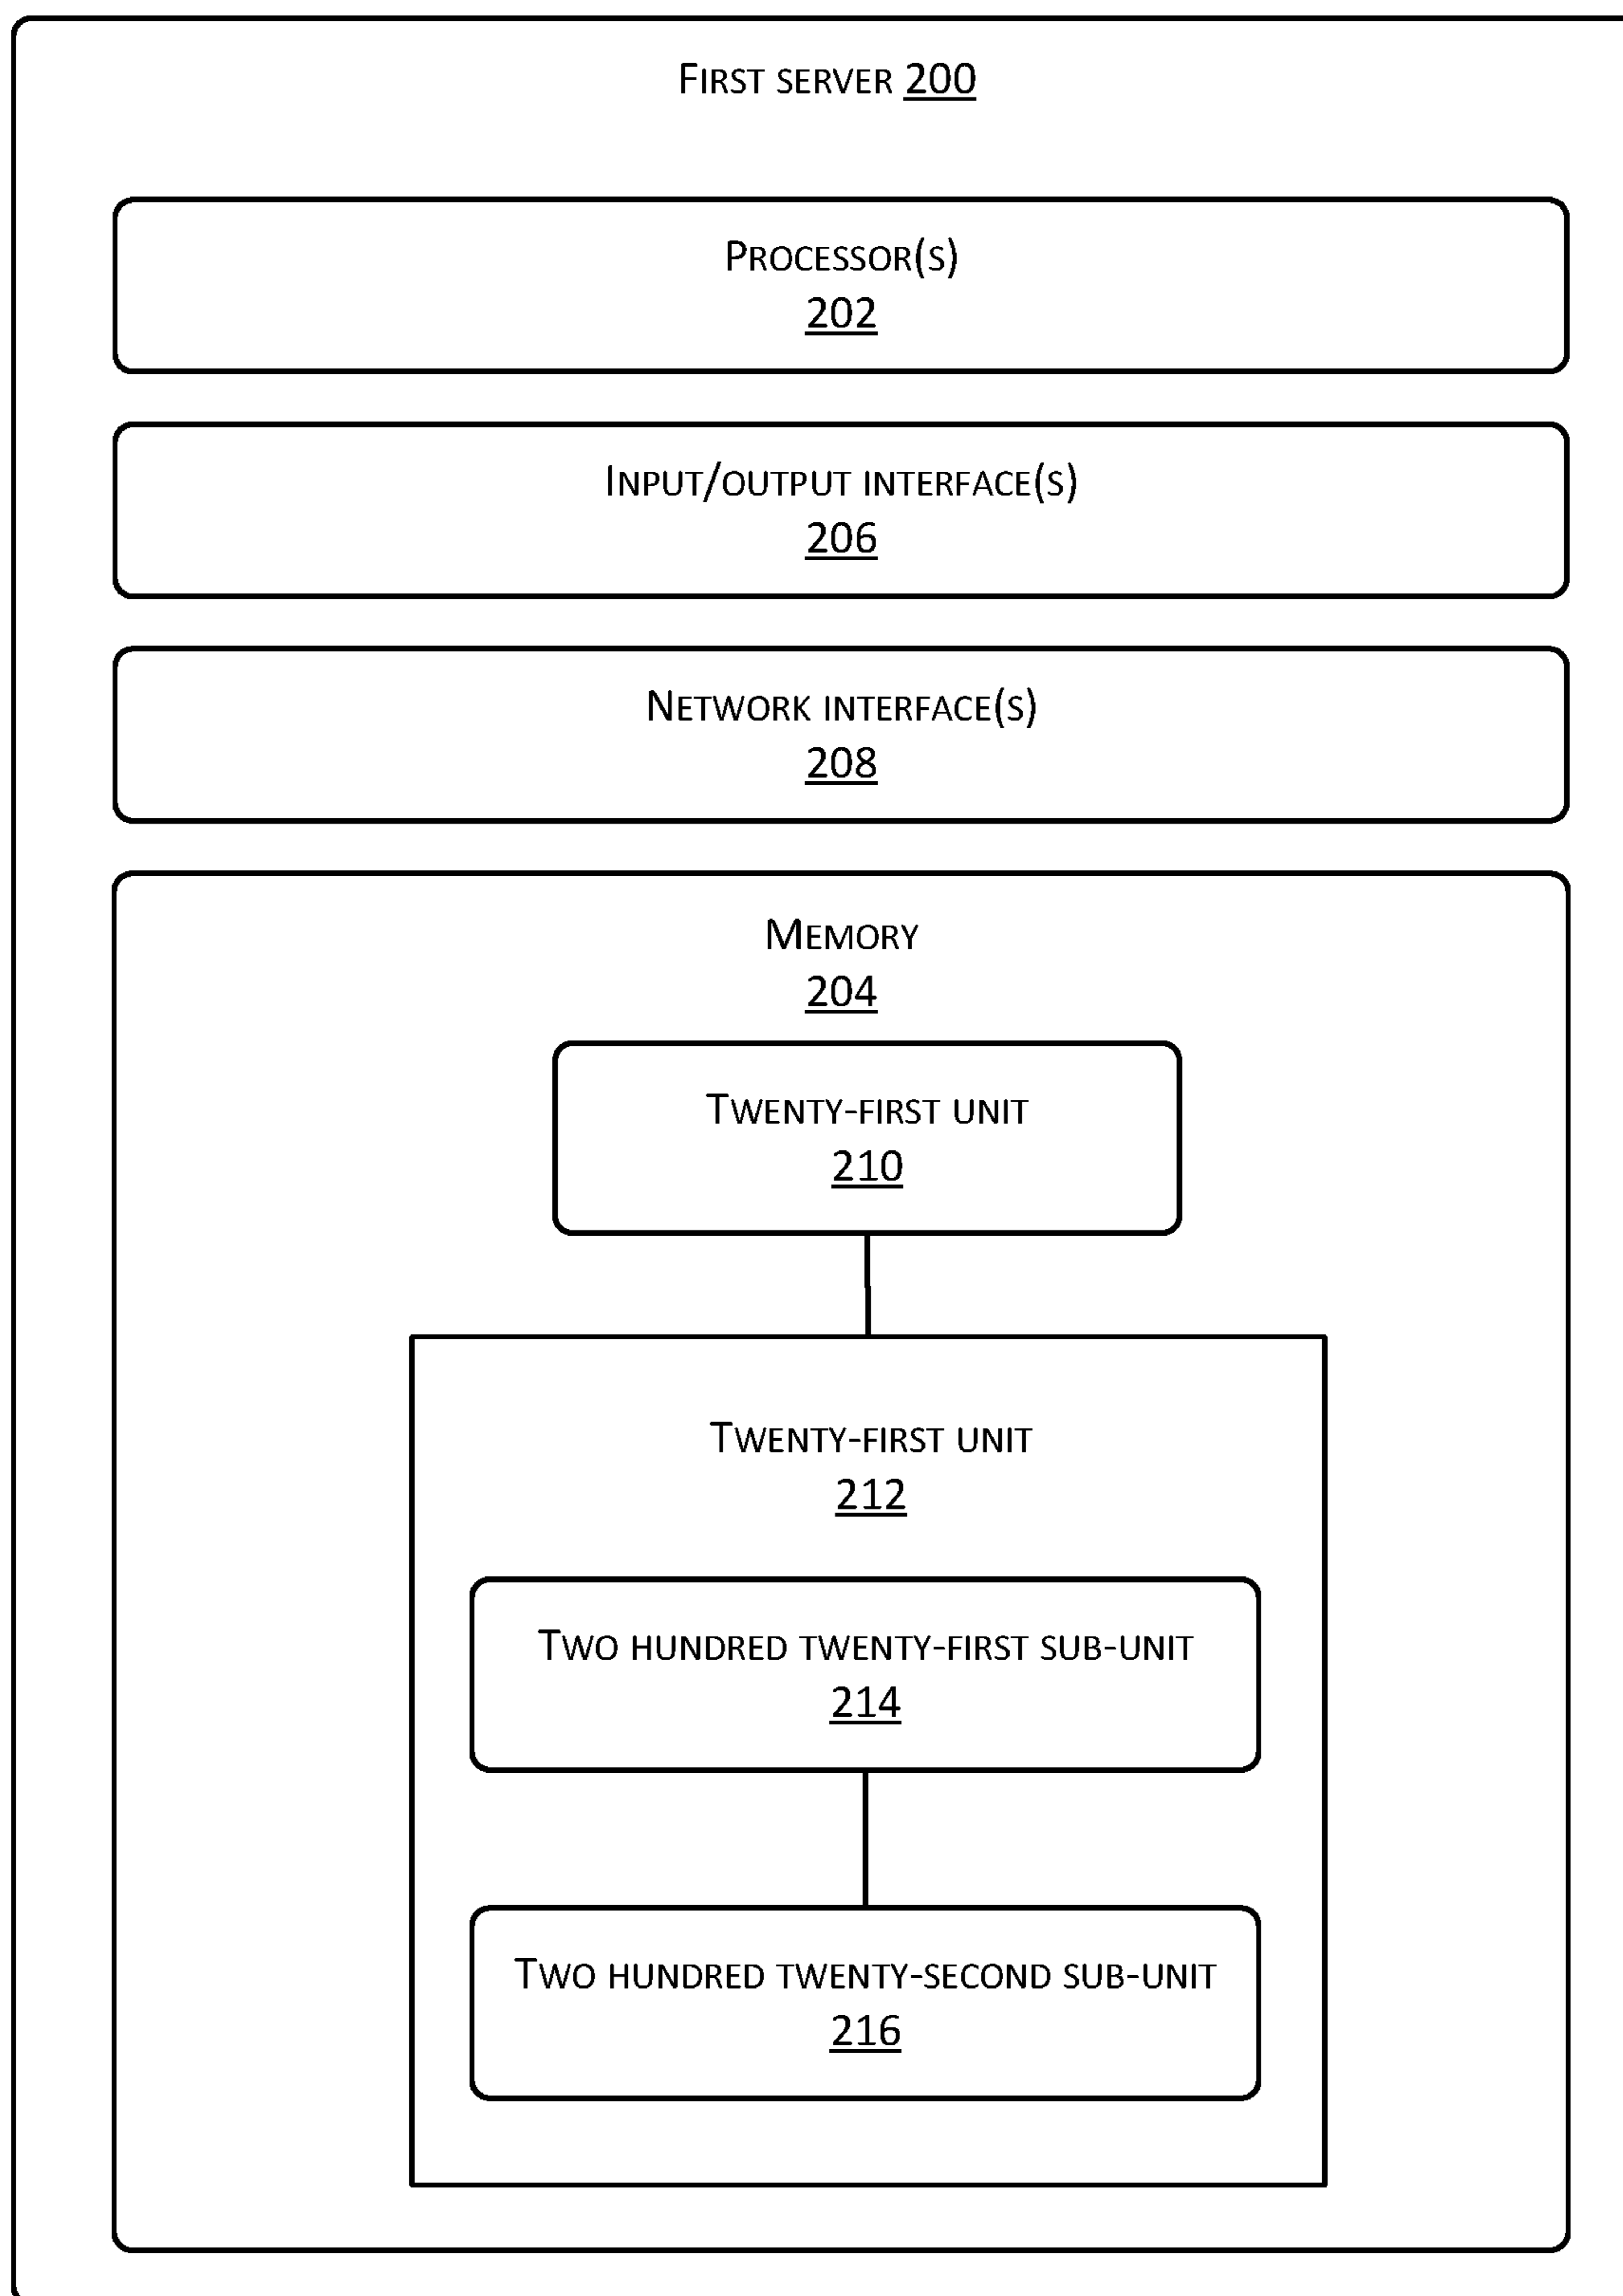 First server 200
Processor(s)
202
Input/output interface(s)
206
Network interface(s)
208
Memory
204
Twenty-first unit
210
Twenty-first unit
212
Two hundred twenty-first sub-unit
214
Two hundred twenty-second sub-unit
216